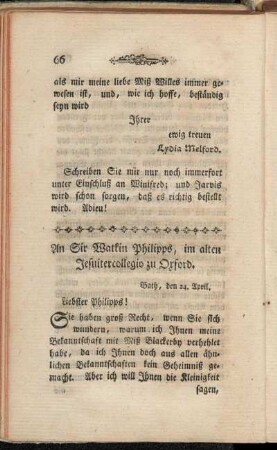 66
als mir meine liebe Miß Willes immer ge-
wesen ist, und, wie ich hoffe, beständig
seyn wird
Ihrer
ewig treuen
Lydia Melford.
Schreiben Sie mir nur noch immerfort
unter Einschluß an Winifred; und Jarvis
wird schon sorgen, daß es richtig bestellt
wird. Adieu!
An Sir Watkin Philipps, im alten
Jesuitercollegio zu Oxford.
Bath, den 24. April.
Liebster Philipps!
Sie haben groß Recht, wenn Sie sich
wundern, warum ich Ihnen meine
Bekanntschaft mit Miß Blackerby verhehlet
habe, da ich Ihnen doch aus allen ähn-
lichen Bekanntschaften kein Geheimniß ge-
macht. Aber ich will Ihnen die Kleinigkeit
sagen,